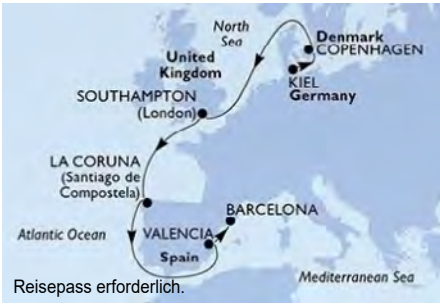 North
Sea
Denmark
COPENHAGEN
United
Kingdom
KIEL
Germany
SOUTHAMPTON
(London)
LA CORUNA
(Santiago de
Compostela)
BARCELONA
Atlantic Ocean
VALENCIA
Spain
Mediterranean Sea
Reisepass erforderlich.